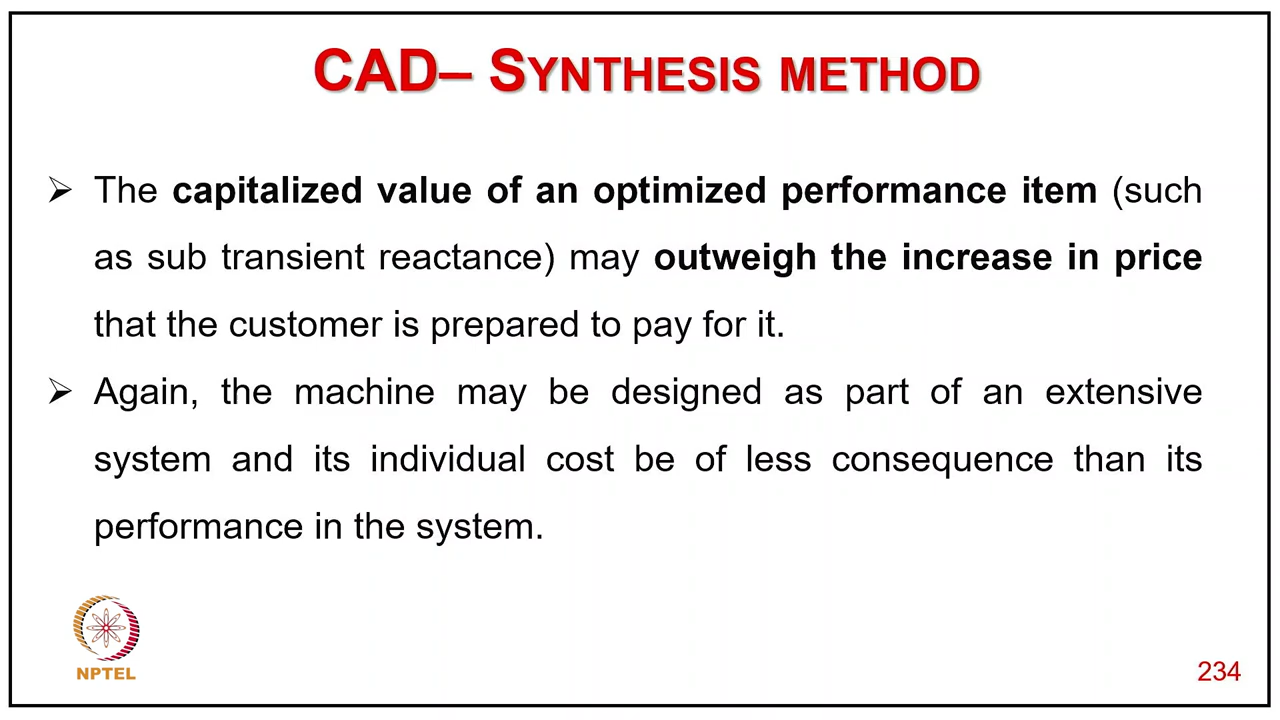 CAD– SYNTHESIS METHOD
➢ The capitalized value of an optimized performance item (such
as sub transient reactance) may outweigh the increase in price
that the customer is prepared to pay for it.
➢ Again, the machine may be designed as part of an extensive
system and its individual cost be of less consequence than its
performance in the system.
NPTEL
234